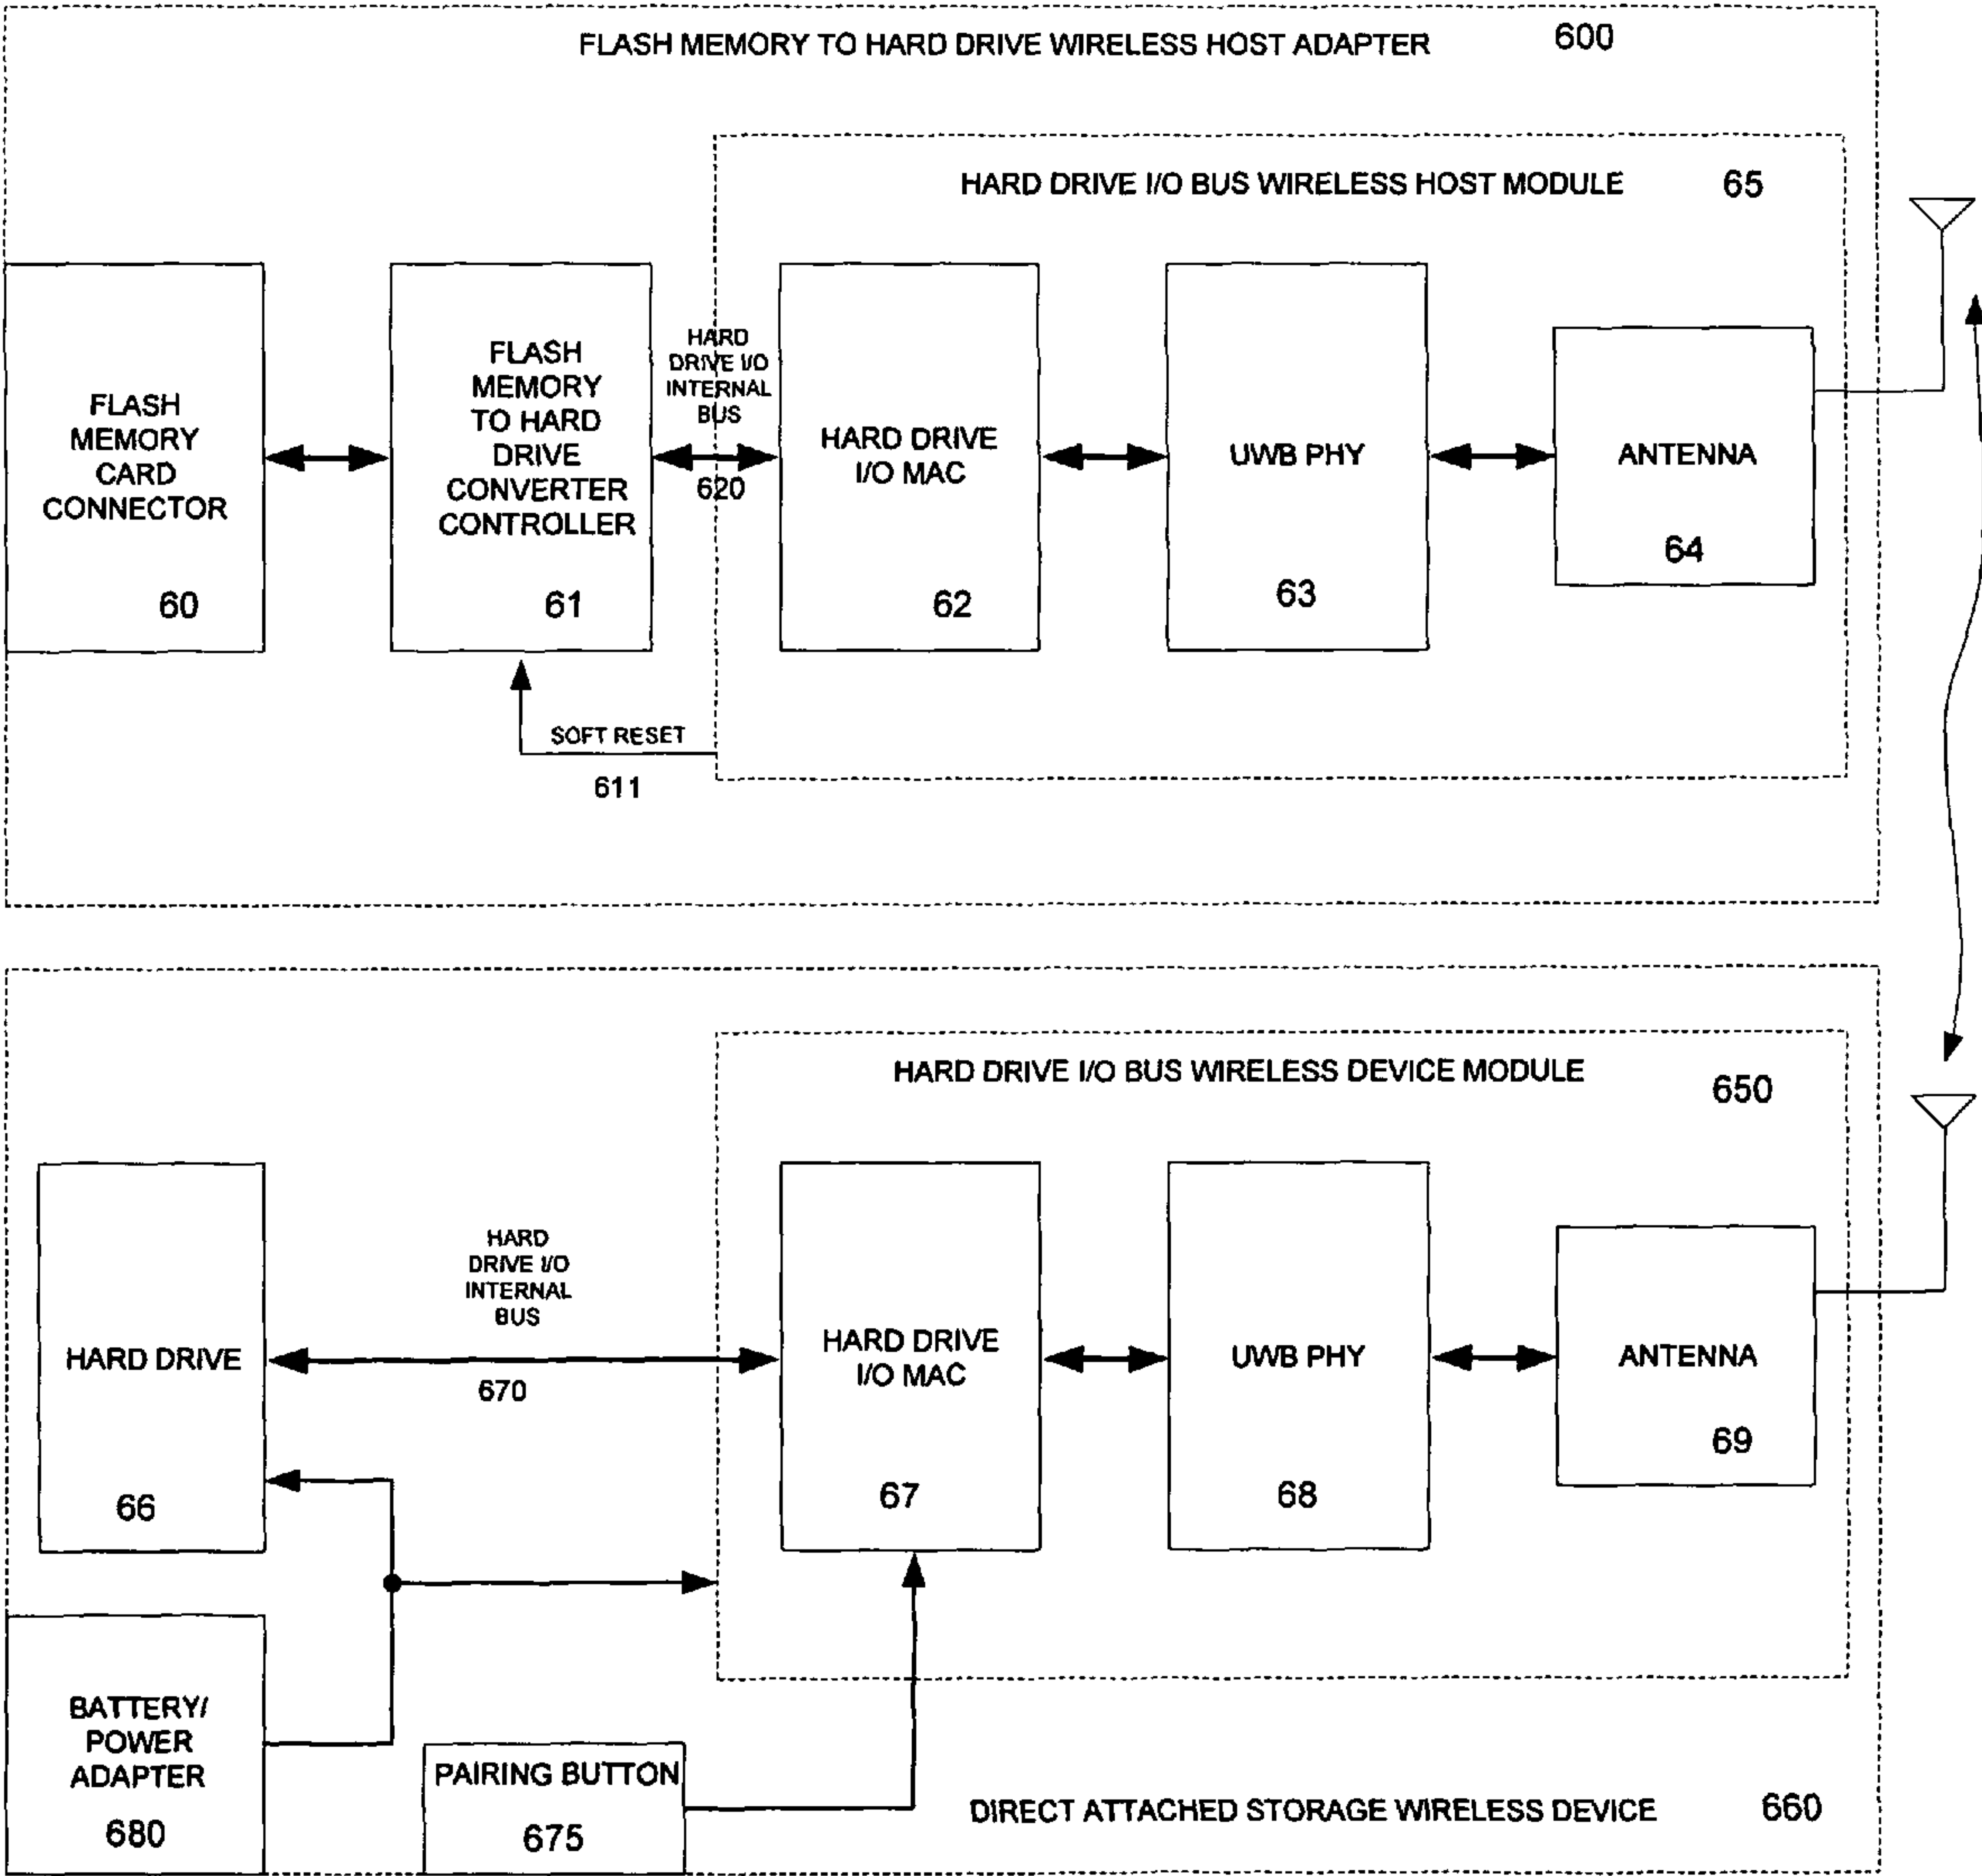 FLASH MEMORY TO HARD DRIVE WIRELESS HOST ADAPTER 600
HARD DRIVE I/O BUS WIRELESS HOST MODULE 65
FLASH
MEMORY
CARD
CONNECTOR
60
FLASH
MEMORY
TO HARD
DRIVE
CONVERTER
CONTROLLER
61
HARD
DRIVE I/O
INTERNAL
BUS
620
HARD DRIVE
I/O MAC
62
UWB PHY
63
ANTENNA
64
SOFT RESET
611
HARD DRIVE I/O BUS WIRELESS DEVICE MODULE 650
HARD DRIVE
66
HARD
DRIVE I/O
INTERNAL
BUS
670
HARD DRIVE
I/O MAC
67
UWB PHY
68
ANTENNA
69
BATTERY/
POWER
ADAPTER
680
PAIRING BUTTON
675
DIRECT ATTACHED STORAGE WIRELESS DEVICE 660